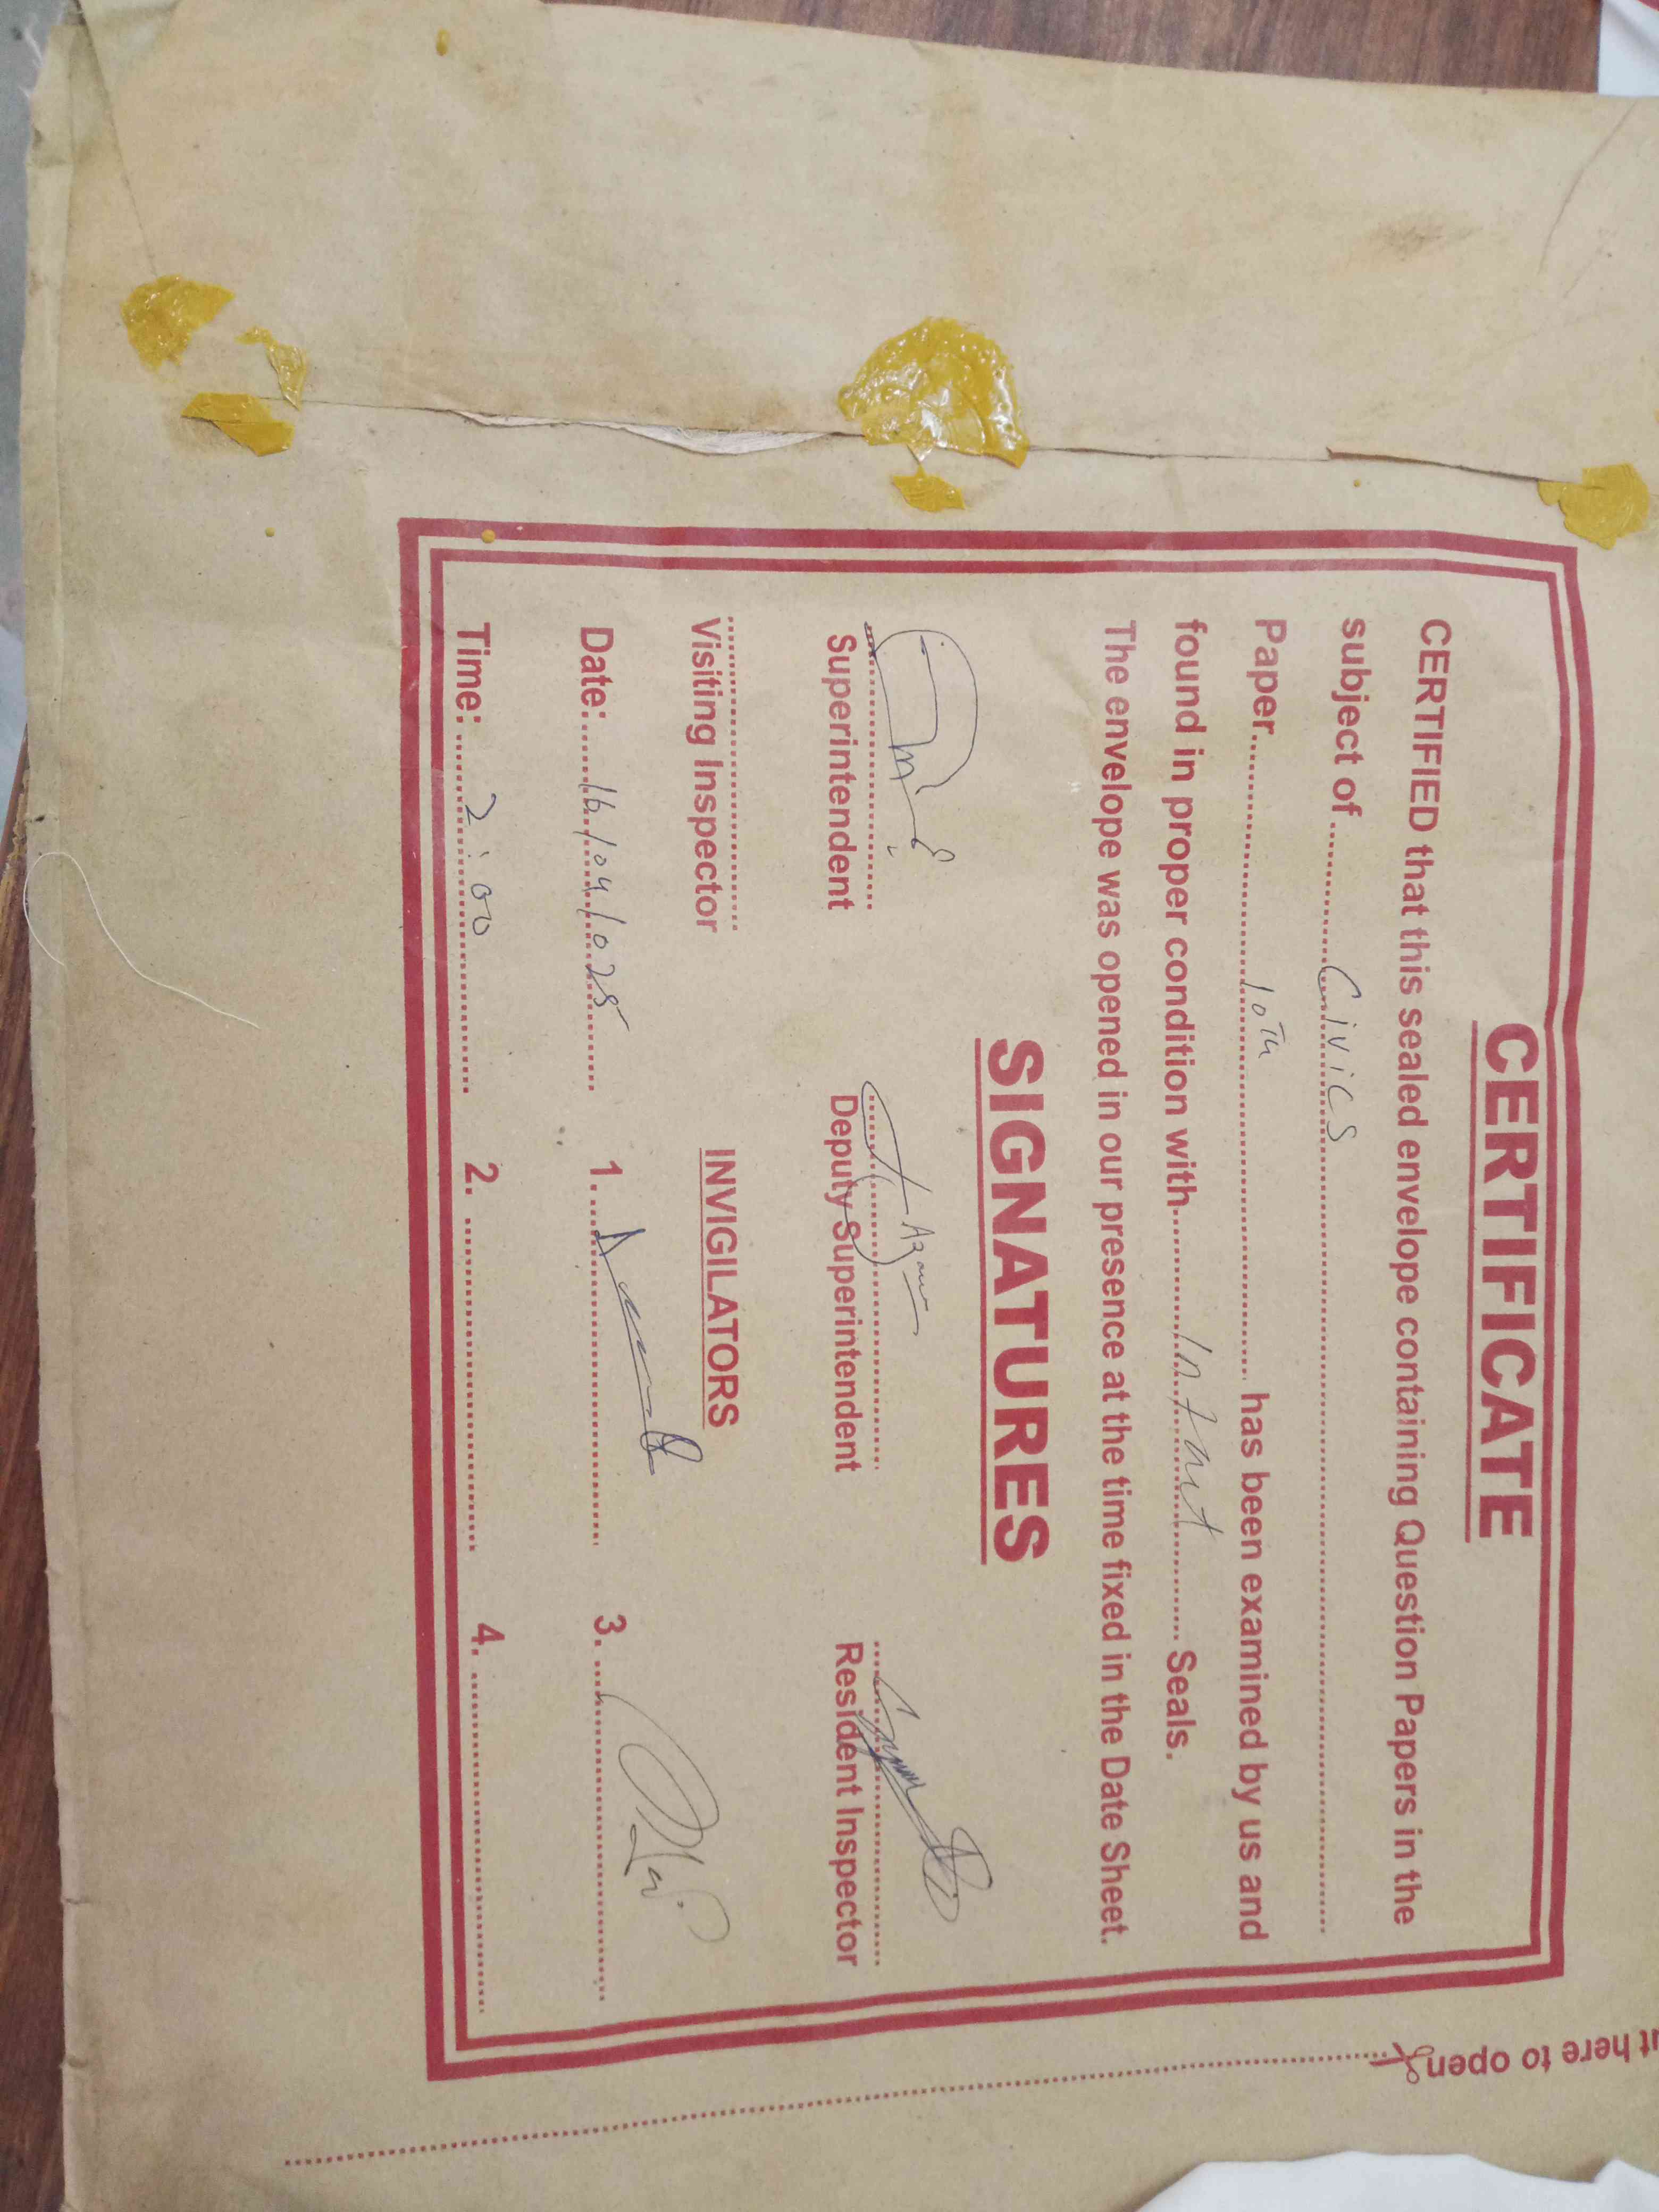 CERTIFICATE
CERTIFIED that this sealed envelope containing Question Papers in the
subject of ............ Civics ............
Paper ............ 10Th ............ has been examined by us and
found in proper condition with ............ Intact ............ Seals.
The envelope was opened in our presence at the time fixed in the Date Sheet.
SIGNATURES
Azam
Superintendent Deputy Superintendent Resident Inspector
Visiting Inspector INVIGILATORS
Date: 16/04/025 1. 3.
Time: 2:00 2. 4.
here to open